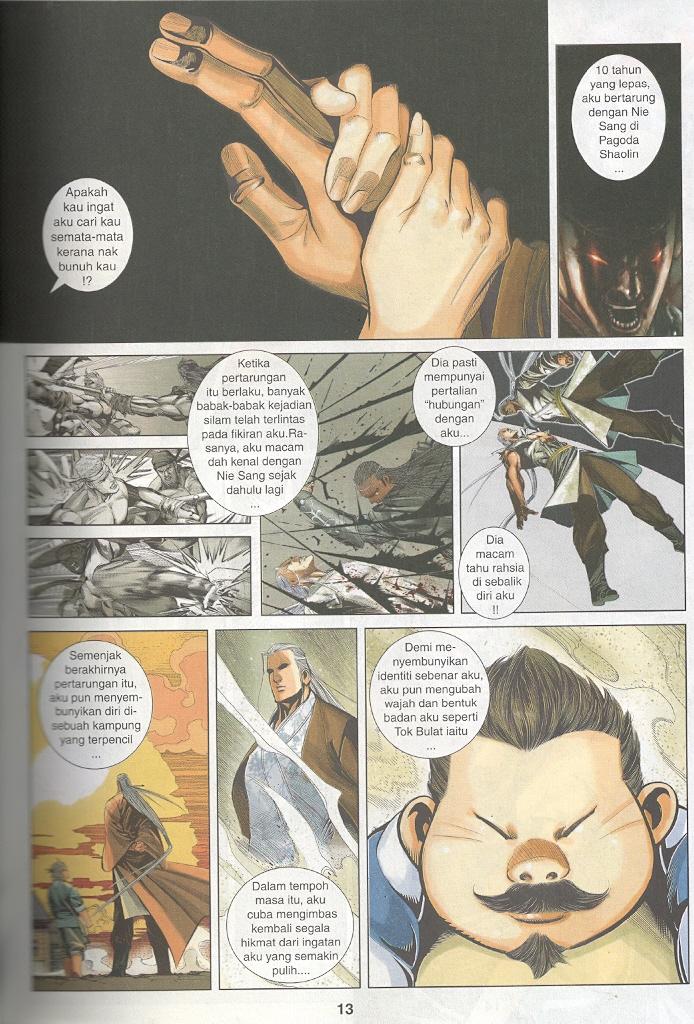 Apakah
kau ingat
aku cari kau
semata-mata
kerana nak
bunuh kau
!?
10 tahun
yang lepas,
aku bertarung
dengan Nie
Sang di
Pagoda
Shaolin
...
Ketika
pertarungan
itu berlaku, banyak
babak-babak kejadian
silam telah terlintas
pada fikiran aku.Ra-
sanya, aku macam
dah kenal dengan
Nie Sang sejak
dahulu lagi
...
Dia pasti
mempunyai
pertalian
“hubungan”
dengan
aku...
Dia
macam
tahu rahsia
di sebalik
diri aku
!!
Semenjak
berakhirnya
pertarungan itu,
aku pun menyem-
bunyikan diri di-
sebuah kampung
yang terpencil
...
Dalam tempoh
masa itu, aku
cuba mengimbas
kembali segala
hikmat dari ingatan
aku yang semakin
pulih....
Demi me-
nyembunyikan
identiti sebenar aku,
aku pun mengubah
wajah dan bentuk
badan aku seperti
Tok Bulat iaitu
...
13